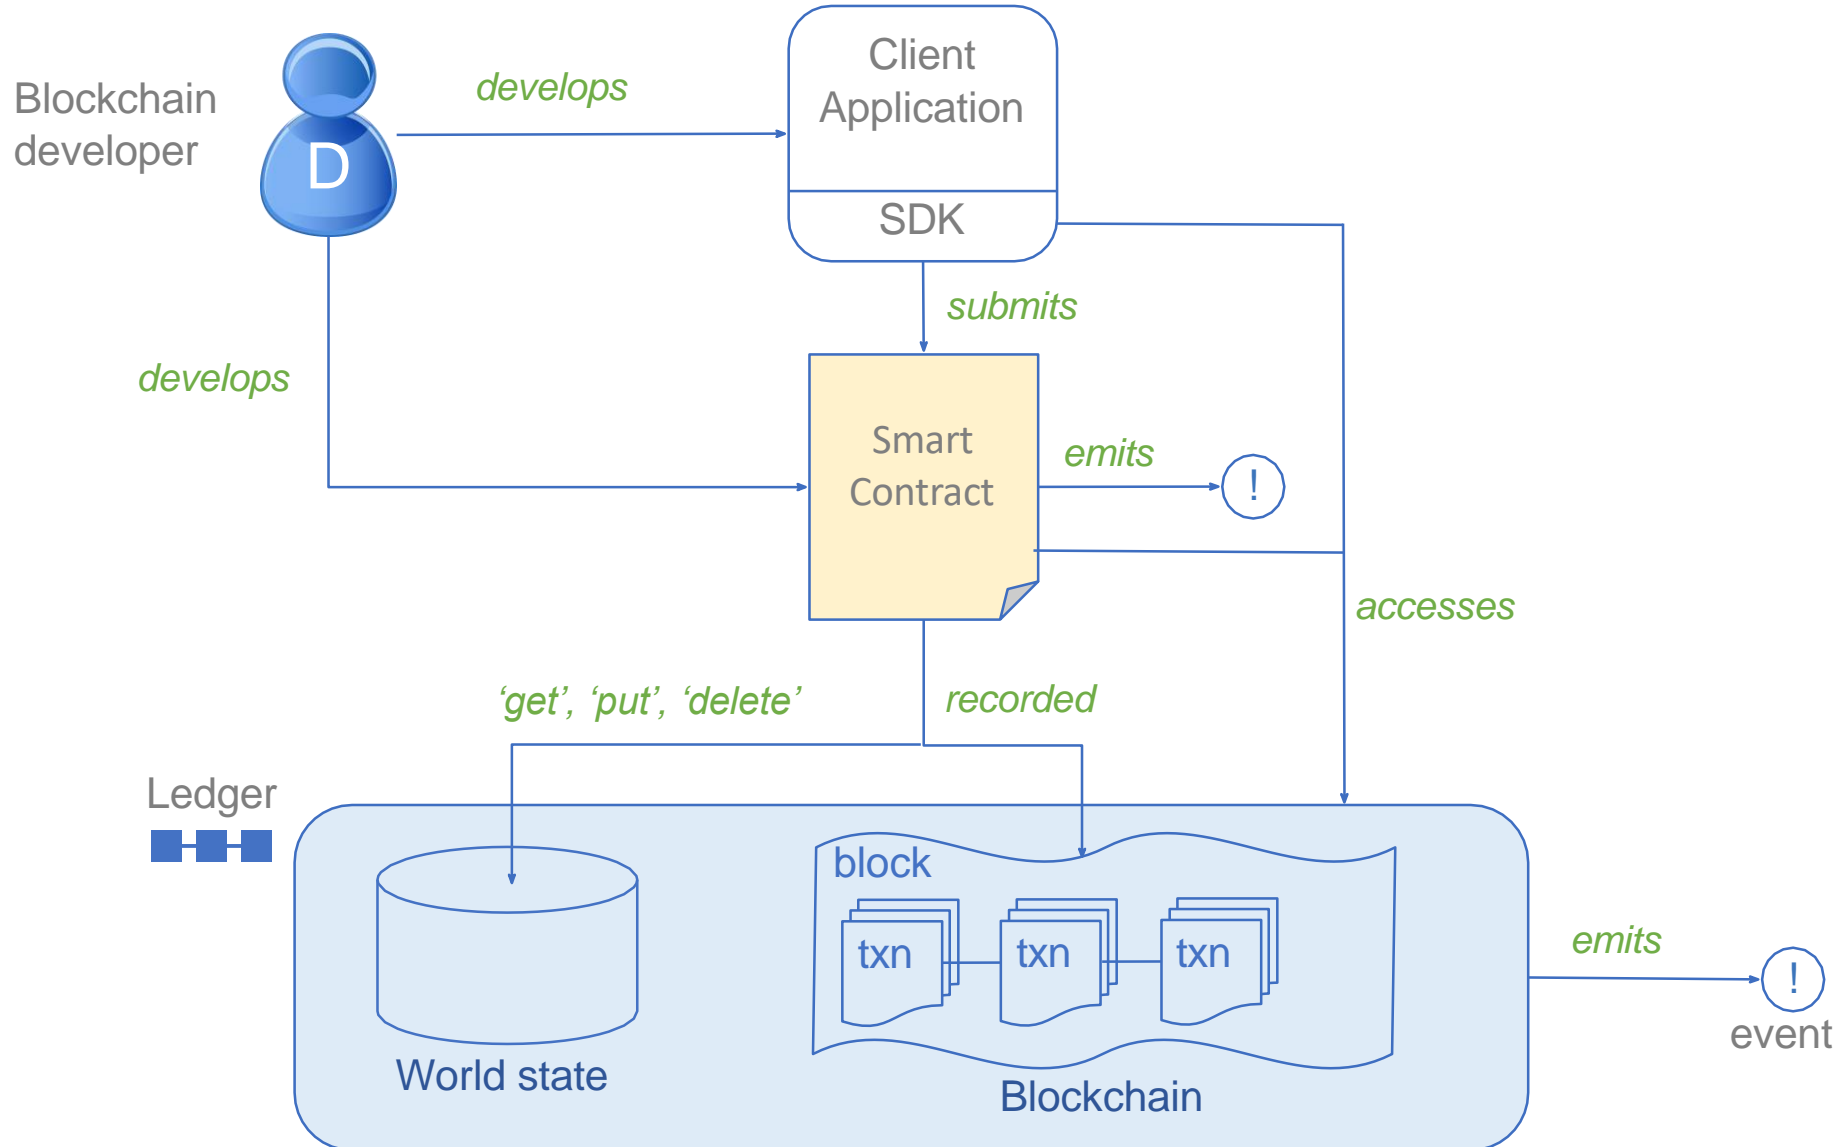 Blockchain
developer
D
develops
Client
Application
SDK
submits
develops
Smart
Contract
emits
!
accesses
‘get’, ‘put’, ‘delete’
recorded
Ledger
block
txn
txn
txn
World state
Blockchain
emits
!
event